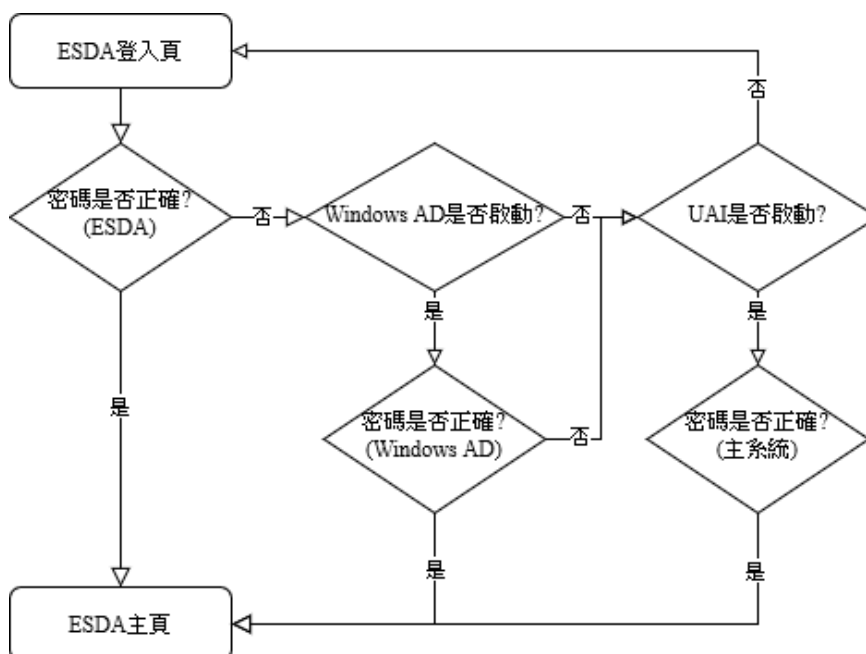 ESDA登入頁
否
密碼是否正確?
(ESDA)
否
Windows AD是否啟動?
否
UAI是否啟動?
是
是
是
密碼是否正確?
(Windows AD)
否
密碼是否正確?
(主系統)
是
是
ESDA主頁